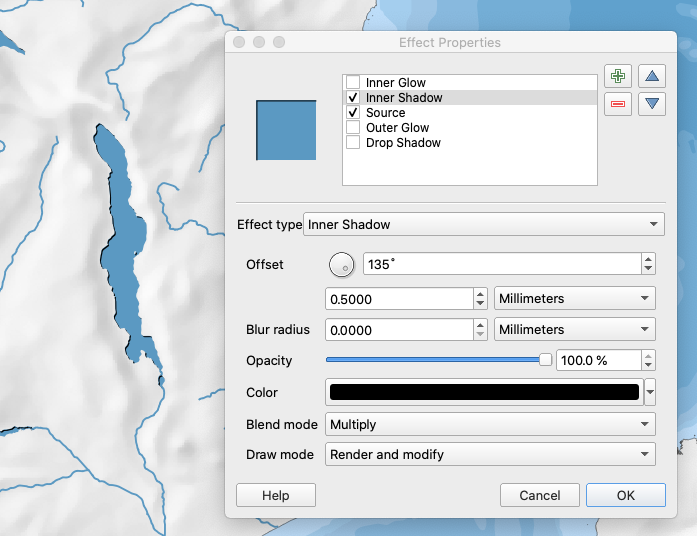 Effect Properties
Inner Glow
Inner Shadow
Source
Outer Glow
Drop Shadow
Effect type Inner Shadow
Offset 135˚
0.5000 Millimeters
Blur radius 0.0000 Millimeters
Opacity 100.0 %
Color
Blend mode Multiply
Draw mode Render and modify
Help Cancel OK